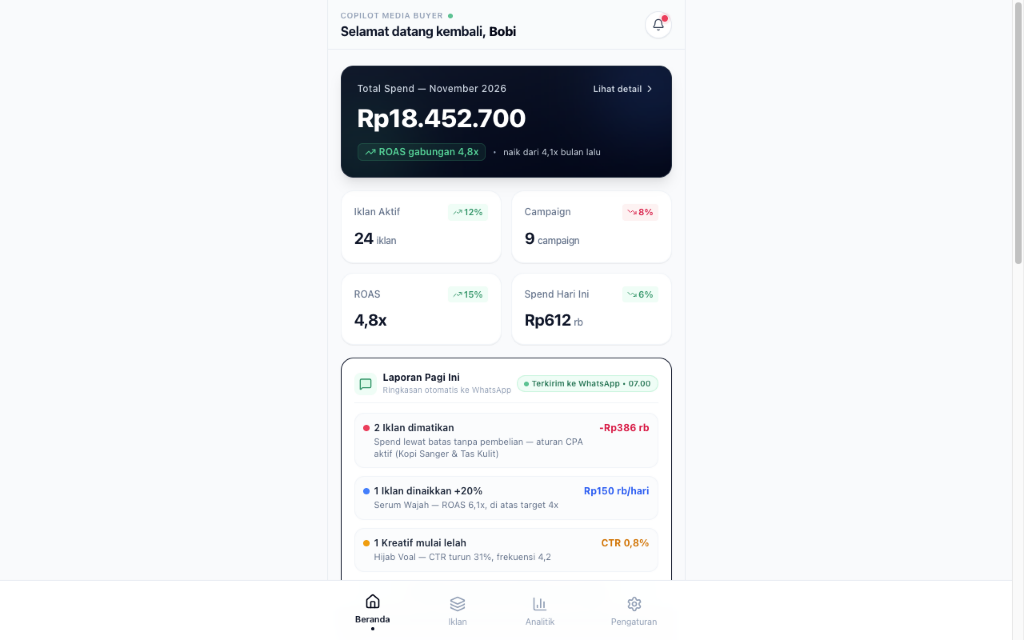 COPILOT MEDIA BUYER
Selamat datang kembali, Bobi
Total Spend — November 2026
Lihat detail
Rp18.452.700
ROAS gabungan 4,8x • naik dari 4,1x bulan lalu
Iklan Aktif
12%
24 iklan
Campaign
8%
9 campaign
ROAS
15%
4,8x
Spend Hari Ini
6%
Rp612 rb
Laporan Pagi Ini
Ringkasan otomatis ke WhatsApp
Terkirim ke WhatsApp • 07.00
2 Iklan dimatikan
-Rp386 rb
Spend lewat batas tanpa pembelian — aturan CPA
aktif (Kopi Sanger & Tas Kulit)
1 Iklan dinaikkan +20%
Rp150 rb/hari
Serum Wajah — ROAS 6,1x, di atas target 4x
1 Kreatif mulai lelah
CTR 0,8%
Hijab Voal — CTR turun 31%, frekuensi 4,2
Beranda
Iklan
Analitik
Pengaturan